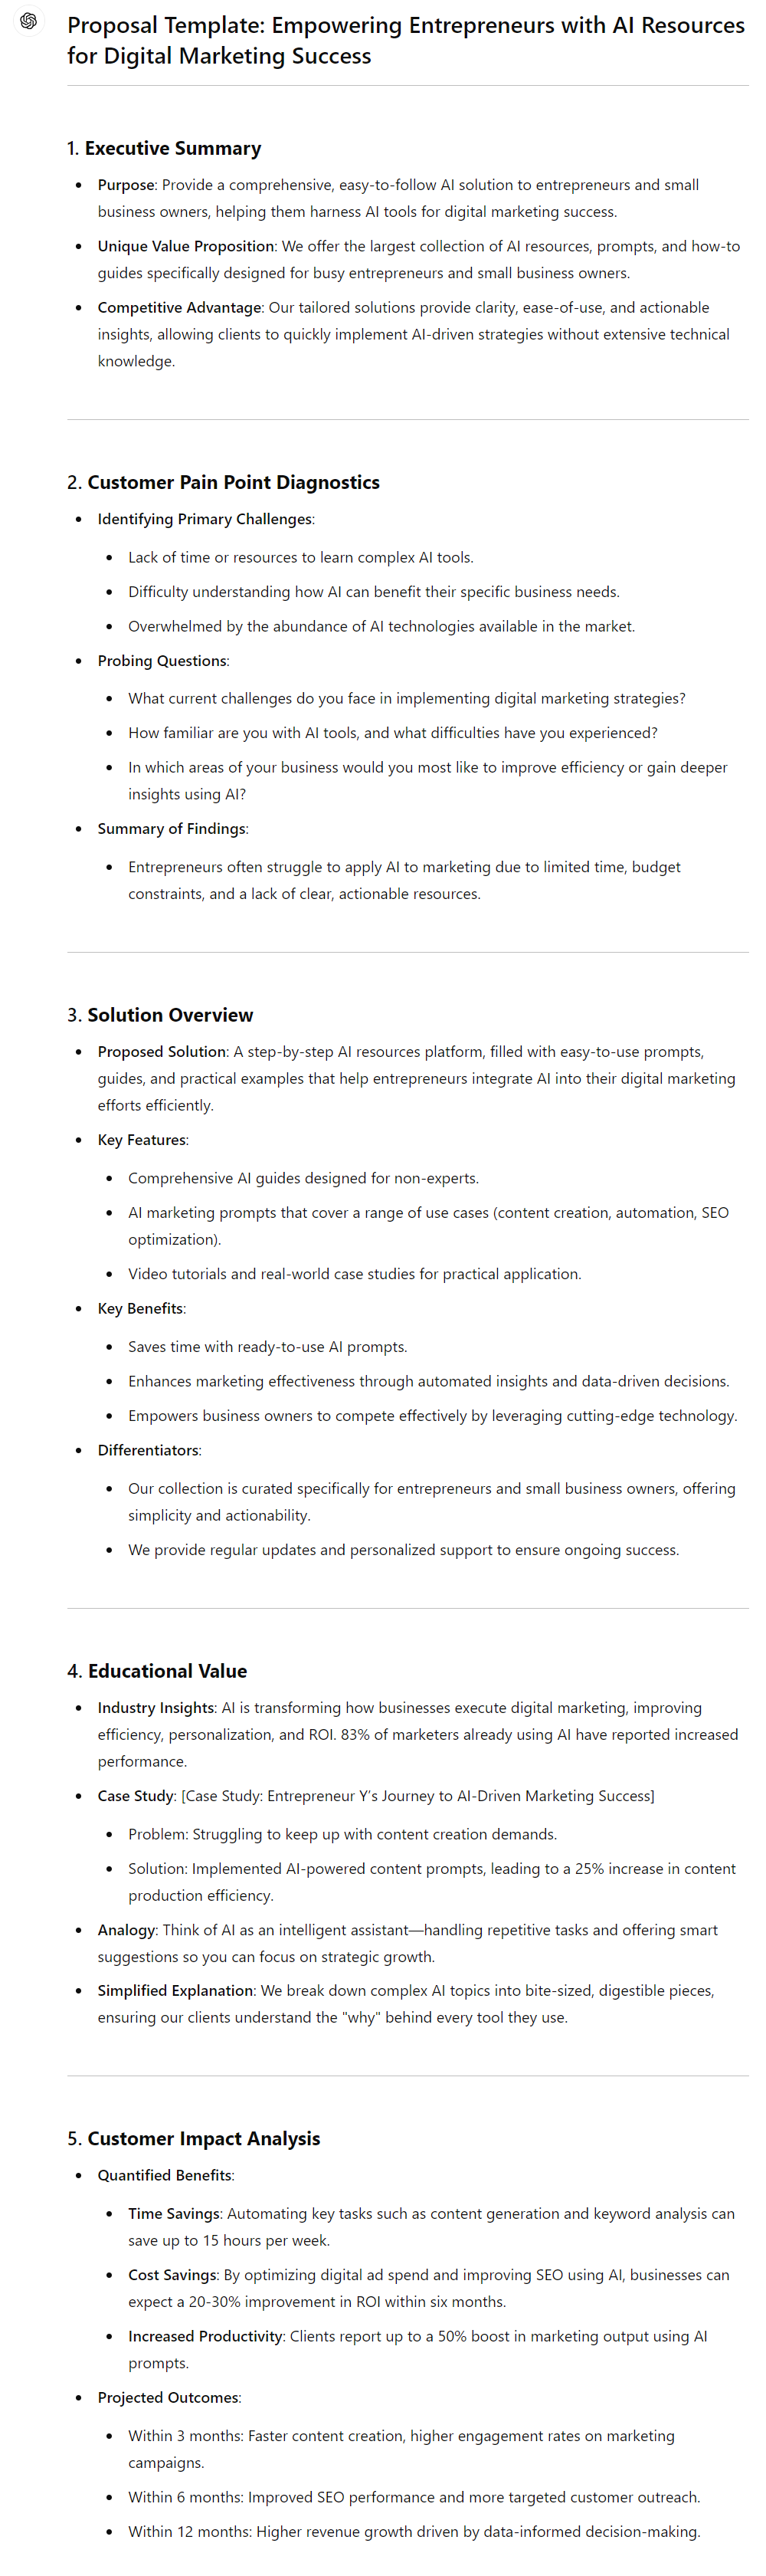 Proposal Template: Empowering Entrepreneurs with AI Resources
for Digital Marketing Success
1. Executive Summary
• Purpose: Provide a comprehensive, easy-to-follow AI solution to entrepreneurs and small
business owners, helping them harness AI tools for digital marketing success.
• Unique Value Proposition: We offer the largest collection of AI resources, prompts, and how-to
guides specifically designed for busy entrepreneurs and small business owners.
• Competitive Advantage: Our tailored solutions provide clarity, ease-of-use, and actionable
insights, allowing clients to quickly implement AI-driven strategies without extensive technical
knowledge.
2. Customer Pain Point Diagnostics
• Identifying Primary Challenges:
• Lack of time or resources to learn complex AI tools.
• Difficulty understanding how AI can benefit their specific business needs.
• Overwhelmed by the abundance of AI technologies available in the market.
• Probing Questions:
• What current challenges do you face in implementing digital marketing strategies?
• How familiar are you with AI tools, and what difficulties have you experienced?
• In which areas of your business would you most like to improve efficiency or gain deeper
insights using AI?
• Summary of Findings:
• Entrepreneurs often struggle to apply AI to marketing due to limited time, budget
constraints, and a lack of clear, actionable resources.
3. Solution Overview
• Proposed Solution: A step-by-step AI resources platform, filled with easy-to-use prompts,
guides, and practical examples that help entrepreneurs integrate AI into their digital marketing
efforts efficiently.
• Key Features:
• Comprehensive AI guides designed for non-experts.
• AI marketing prompts that cover a range of use cases (content creation, automation, SEO
optimization).
• Video tutorials and real-world case studies for practical application.
• Key Benefits:
• Saves time with ready-to-use AI prompts.
• Enhances marketing effectiveness through automated insights and data-driven decisions.
• Empowers business owners to compete effectively by leveraging cutting-edge technology.
• Differentiators:
• Our collection is curated specifically for entrepreneurs and small business owners, offering
simplicity and actionability.
• We provide regular updates and personalized support to ensure ongoing success.
4. Educational Value
• Industry Insights: AI is transforming how businesses execute digital marketing, improving
efficiency, personalization, and ROI. 83% of marketers already using AI have reported increased
performance.
• Case Study: [Case Study: Entrepreneur Y's Journey to AI-Driven Marketing Success]
• Problem: Struggling to keep up with content creation demands.
• Solution: Implemented AI-powered content prompts, leading to a 25% increase in content
production efficiency.
• Analogy: Think of AI as an intelligent assistant—handling repetitive tasks and offering smart
suggestions so you can focus on strategic growth.
• Simplified Explanation: We break down complex AI topics into bite-sized, digestible pieces,
ensuring our clients understand the "why" behind every tool they use.
5. Customer Impact Analysis
• Quantified Benefits:
• Time Savings: Automating key tasks such as content generation and keyword analysis can
save up to 15 hours per week.
• Cost Savings: By optimizing digital ad spend and improving SEO using AI, businesses can
expect a 20-30% improvement in ROI within six months.
• Increased Productivity: Clients report up to a 50% boost in marketing output using AI
prompts.
• Projected Outcomes:
• Within 3 months: Faster content creation, higher engagement rates on marketing
campaigns.
• Within 6 months: Improved SEO performance and more targeted customer outreach.
• Within 12 months: Higher revenue growth driven by data-informed decision-making.